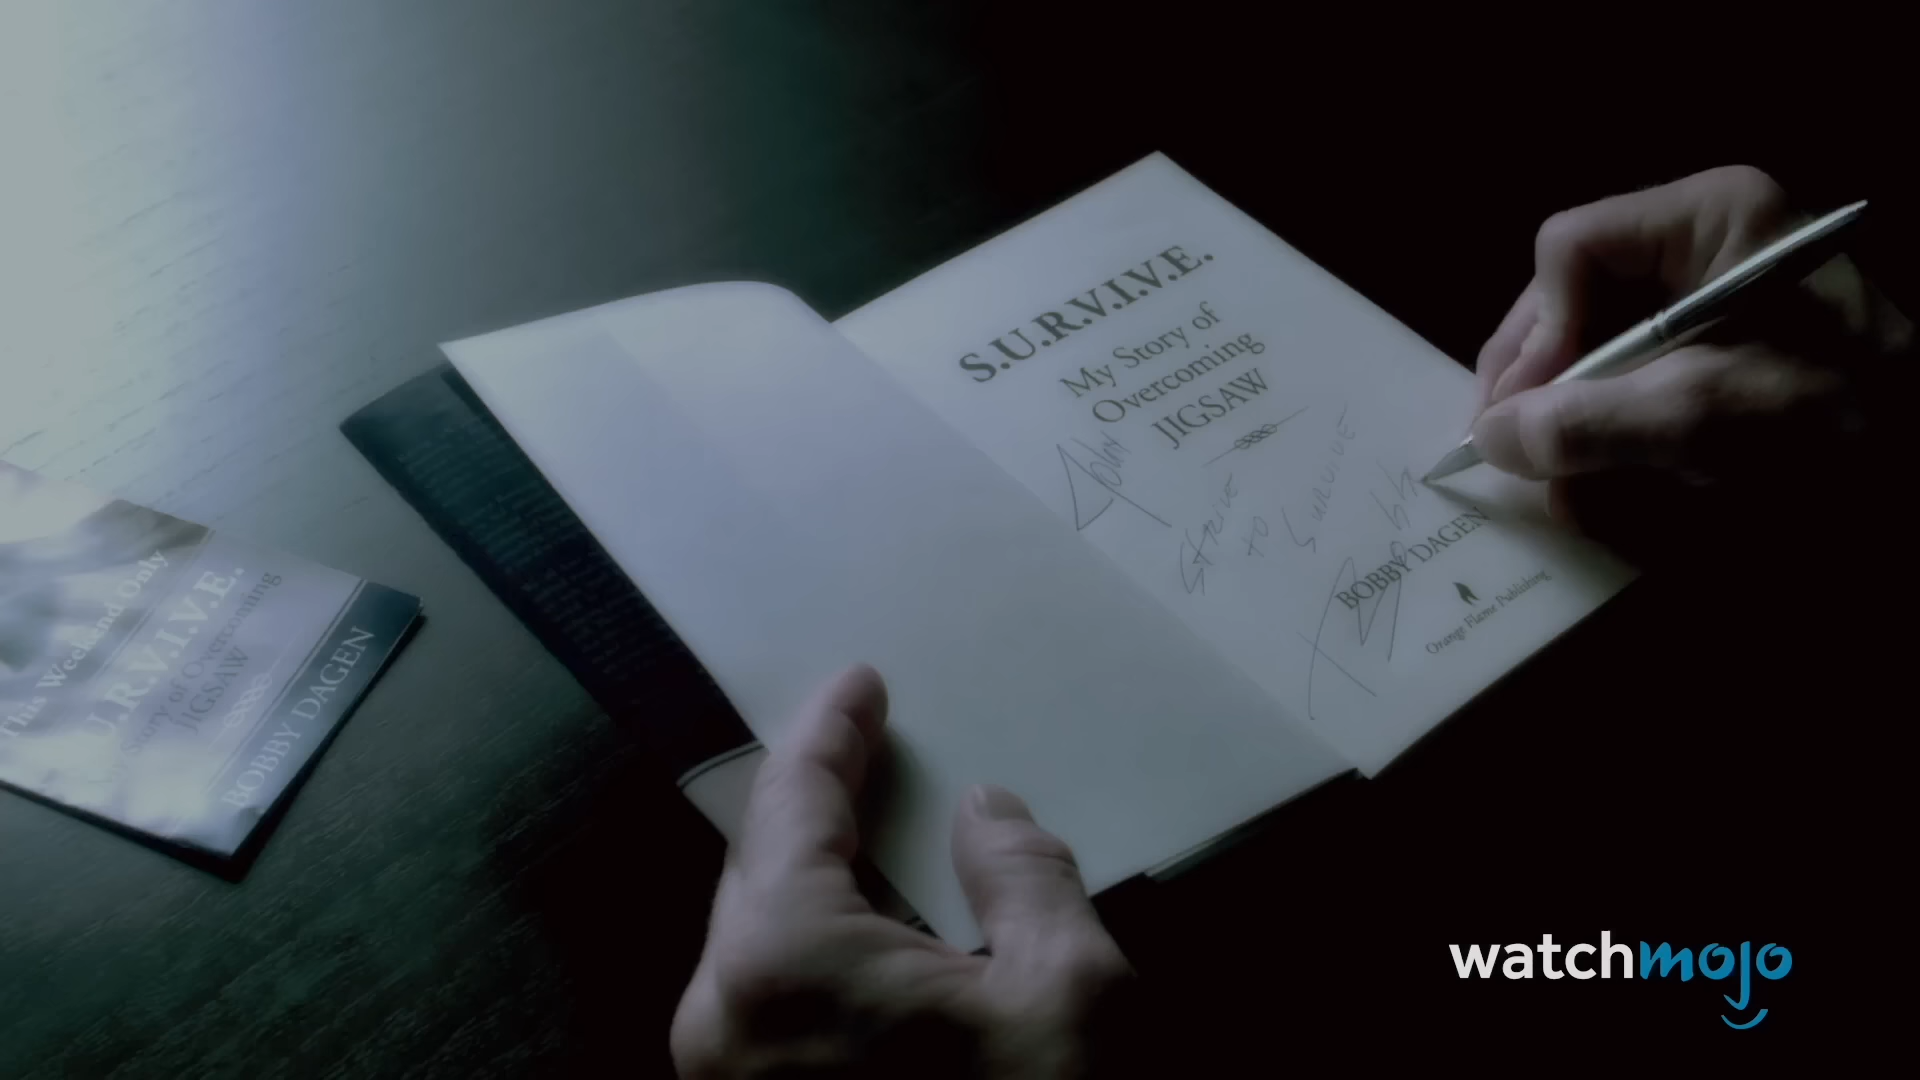 S.U.R.V.I.V.E.
My Story of
Overcoming
JIGSAW
John
STRIVE
TO
SURVIVE
Bobb
BOBBY DAGEN
Orange Flame Publishing
This Weekend Only
U.R.V.I.V.E.
Story of Overcoming
JIGSAW
BOBBY DAGEN
watchmojo